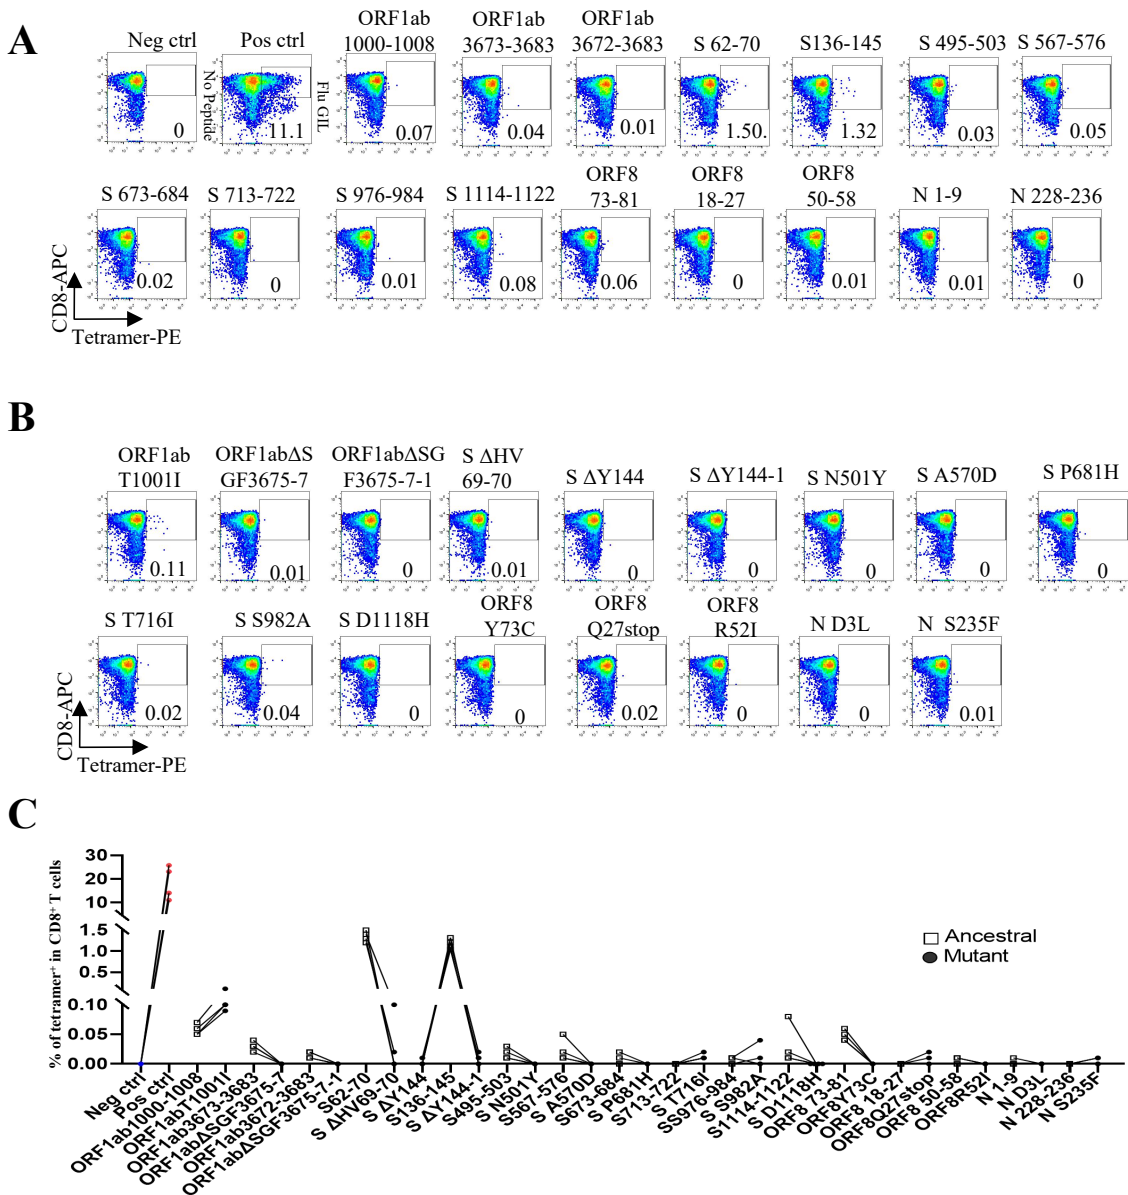 A
Neg ctrl
Pos ctrl
ORF1ab
1000-1008
ORF1ab
3673-3683
ORF1ab
3672-3683
S 62-70
S136-145
S 495-503
S 567-576
No Peptide
Flu GIL
0
11.1
0.07
0.04
0.01
1.50.
1.32
0.03
0.05
S 673-684
S 713-722
S 976-984
S 1114-1122
ORF8
73-81
ORF8
18-27
ORF8
50-58
N 1-9
N 228-236
0.02
0
0.01
0.08
0.06
0
0.01
0.01
0
CD8-APC
Tetramer-PE
B
ORF1ab
T1001I
ORF1abΔS
GF3675-7
ORF1abΔSG
F3675-7-1
S ΔHV
69-70
S ΔY144
S ΔY144-1
S N501Y
S A570D
S P681H
0.11
0.01
0
0.01
0
0
0
0
0
S T716I
S S982A
S D1118H
ORF8
Y73C
ORF8
Q27stop
ORF8
R52I
N D3L
N S235F
0.02
0.04
0
0
0.02
0
0
0.01
CD8-APC
Tetramer-PE
C
% of tetramer⁺ in CD8⁺ T cells
30
20
10
1.5
1.0
0.5
0.10
0.05
0.00
Ancestral
Mutant
Neg ctrl
Pos ctrl
ORF1ab1000-1008
ORF1abT1001I
ORF1ab3673-3683
ORF1abΔSGF3675-7
ORF1ab3672-3683
ORF1abΔSGF3675-7-1
S62-70
S ΔHV69-70
S ΔY144
S136-145
S ΔY144-1
S495-503
S N501Y
S567-576
S A570D
S673-684
S P681H
S713-722
S T716I
S976-984
S S982A
S1114-1122
S D1118H
ORF8 73-81
ORF8Y73C
ORF8 18-27
ORF8Q27stop
ORF8 50-58
ORF8R52I
N 1-9
N D3L
N 228-236
N S235F